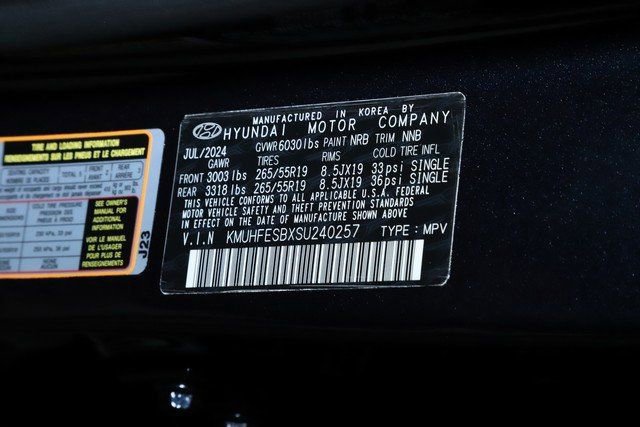 MANUFACTURED IN KOREA BY
HYUNDAI MOTOR COMPANY
JUL/2024 GVWR 6030lbs PAINT NRB TRIM NNB
GAWR TIRES RIMS COLD TIRE INFL
FRONT 3003lbs 265/55R19 8.5JX19 33psi SINGLE
REAR 3318lbs 265/55R19 8.5JX19 36psi SINGLE
THIS VEHICLE CONFORMS TO ALL APPLICABLE U.S.A. FEDERAL
MOTOR VEHICLE SAFETY AND THEFT PREVENTION STANDARDS
IN EFFECT ON THE DATE OF MANUFACTURE SHOWN ABOVE
V.I.N KMUHFESBXSU240257 TYPE : MPV
TIRE AND LOADING INFORMATION
RENSEIGNEMENTS SUR LES PNEUS ET LE CHARGEMENT
SEATING CAPACITY TOTAL
SEE OWNER'S
MANUAL FOR
ADDITIONAL
INFORMATION
VOIR LE MANUEL
DE L'USAGER
POUR PLUS DE
RENSEIGNEMENTS
J23